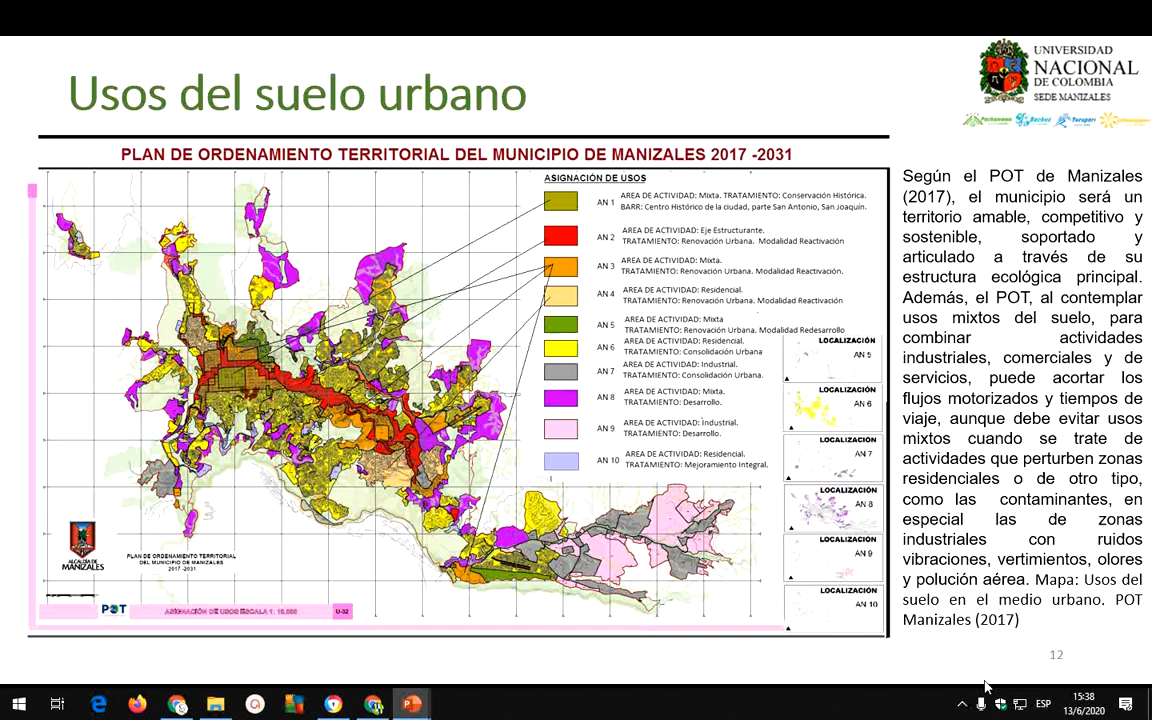 Usos del suelo urbano
UNIVERSIDAD
NACIONAL
DE COLOMBIA
SEDE MANIZALES
PLAN DE ORDENAMIENTO TERRITORIAL DEL MUNICIPIO DE MANIZALES 2017 -2031
ASIGNACIÓN DE USOS
AN 1 AREA DE ACTIVIDAD: Mixta. TRATAMIENTO: Conservación Histórica.
BARR: Centro Histórico de la ciudad, parte San Antonio, San Joaquín.
AN 2 AREA DE ACTIVIDAD: Eje Estructurante.
TRATAMIENTO: Renovación Urbana. Modalidad Reactivación
AN 3 AREA DE ACTIVIDAD: Mixta.
TRATAMIENTO: Renovación Urbana. Modalidad Reactivación.
AN 4 AREA DE ACTIVIDAD: Residencial.
TRATAMIENTO: Renovación Urbana. Modalidad Reactivación
AN 5 AREA DE ACTIVIDAD: Mixta
TRATAMIENTO: Renovación Urbana. Modalidad Redesarrollo
AN 6 AREA DE ACTIVIDAD: Residencial.
TRATAMIENTO: Consolidación Urbana
AN 7 AREA DE ACTIVIDAD: Industrial.
TRATAMIENTO: Consolidación Urbana.
AN 8 AREA DE ACTIVIDAD: Mixta.
TRATAMIENTO: Desarrollo.
AN 9 AREA DE ACTIVIDAD: Industrial.
TRATAMIENTO: Desarrollo.
AN 10 AREA DE ACTIVIDAD: Residencial.
TRATAMIENTO: Mejoramiento Integral.
LOCALIZACIÓN
AN 5
LOCALIZACIÓN
AN 6
LOCALIZACIÓN
AN 7
LOCALIZACIÓN
AN 8
LOCALIZACIÓN
AN 9
LOCALIZACIÓN
AN 10
ALCALDÍA DE
MANIZALES
PLAN DE ORDENAMIENTO TERRITORIAL
DEL MUNICIPIO DE MANIZALES
2017 -2031
POT
ASIGNACIÓN DE USOS ESCALA 1: 16.000
U-32
Según el POT de Manizales
(2017), el municipio será un
territorio amable, competitivo y
sostenible, soportado y
articulado a través de su
estructura ecológica principal.
Además, el POT, al contemplar
usos mixtos del suelo, para
combinar actividades
industriales, comerciales y de
servicios, puede acortar los
flujos motorizados y tiempos de
viaje, aunque debe evitar usos
mixtos cuando se trate de
actividades que perturben zonas
residenciales o de otro tipo,
como las contaminantes, en
especial las de zonas
industriales con ruidos
vibraciones, vertimientos, olores
y polución aérea. Mapa: Usos del
suelo en el medio urbano. POT
Manizales (2017)
12
ESP
15:38
13/6/2020